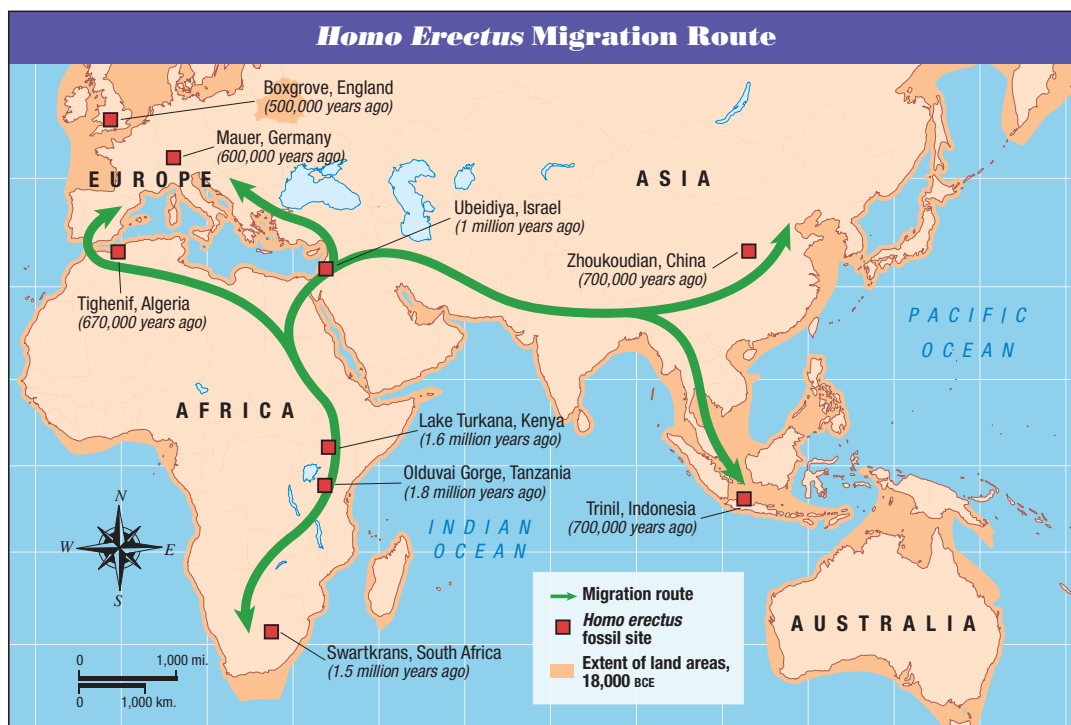 Homo Erectus Migration Route
Boxgrove, England
(500,000 years ago)
Mauer, Germany
(600,000 years ago)
EUROPE
ASIA
Ubeidiya, Israel
(1 million years ago)
Zhoukoudian, China
(700,000 years ago)
Tighenif, Algeria
(670,000 years ago)
PACIFIC
OCEAN
AFRICA
Lake Turkana, Kenya
(1.6 million years ago)
Olduvai Gorge, Tanzania
(1.8 million years ago)
Trinil, Indonesia
(700,000 years ago)
INDIAN
OCEAN
N
W E
S
Migration route
Homo erectus
fossil site
Extent of land areas,
18,000 BCE
AUSTRALIA
Swartkrans, South Africa
(1.5 million years ago)
0 1,000 mi.
0 1,000 km.